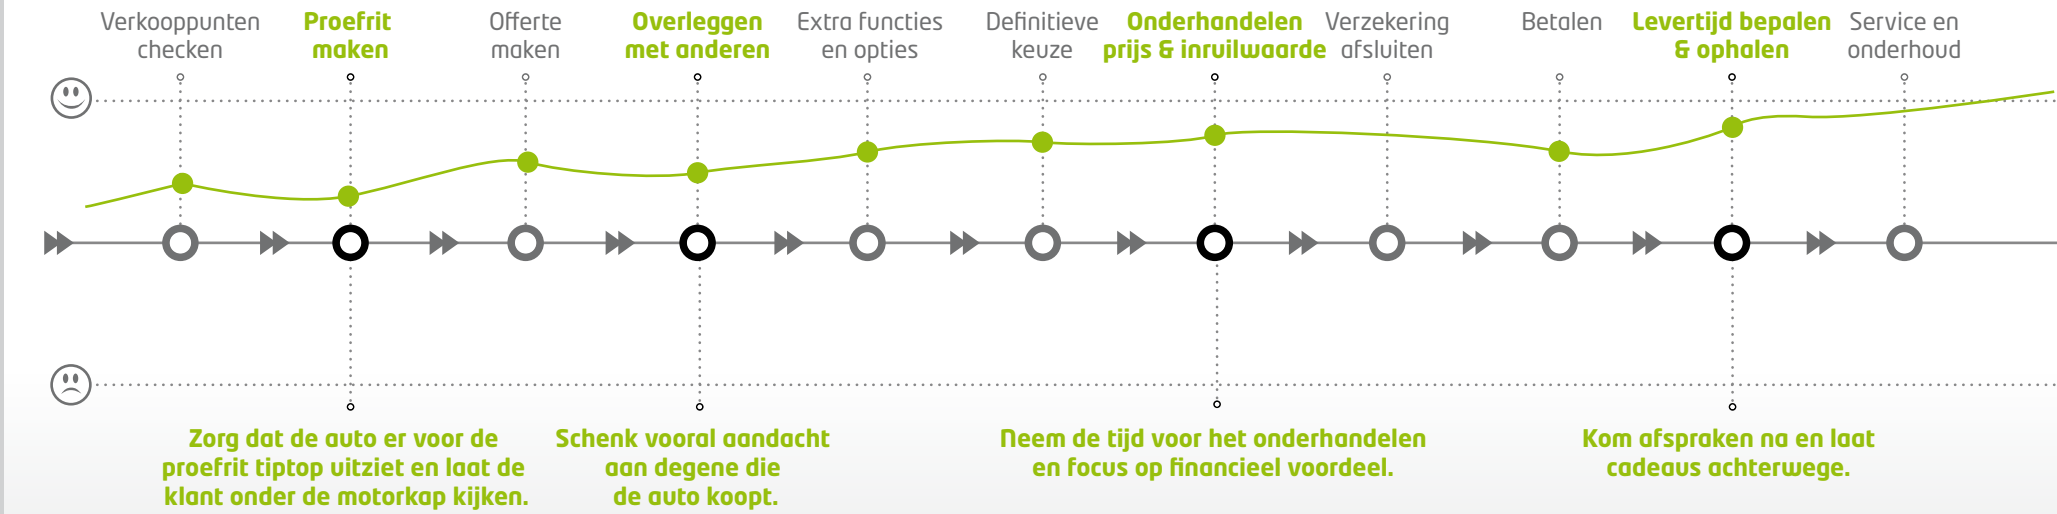 Verkooppunten
checken
Proefrit
maken
Offerte
maken
Overleggen
met anderen
Extra functies
en opties
Definitieve
keuze
Onderhandelen
prijs & inruilwaarde
Verzekering
afsluiten
Betalen
Levertijd bepalen
& ophalen
Service en
onderhoud
Zorg dat de auto er voor de
proefrit tiptop uitziet en laat de
klant onder de motorkap kijken.
Schenk vooral aandacht
aan degene die
de auto koopt.
Neem de tijd voor het onderhandelen
en focus op financieel voordeel.
Kom afspraken na en laat
cadeaus achterwege.